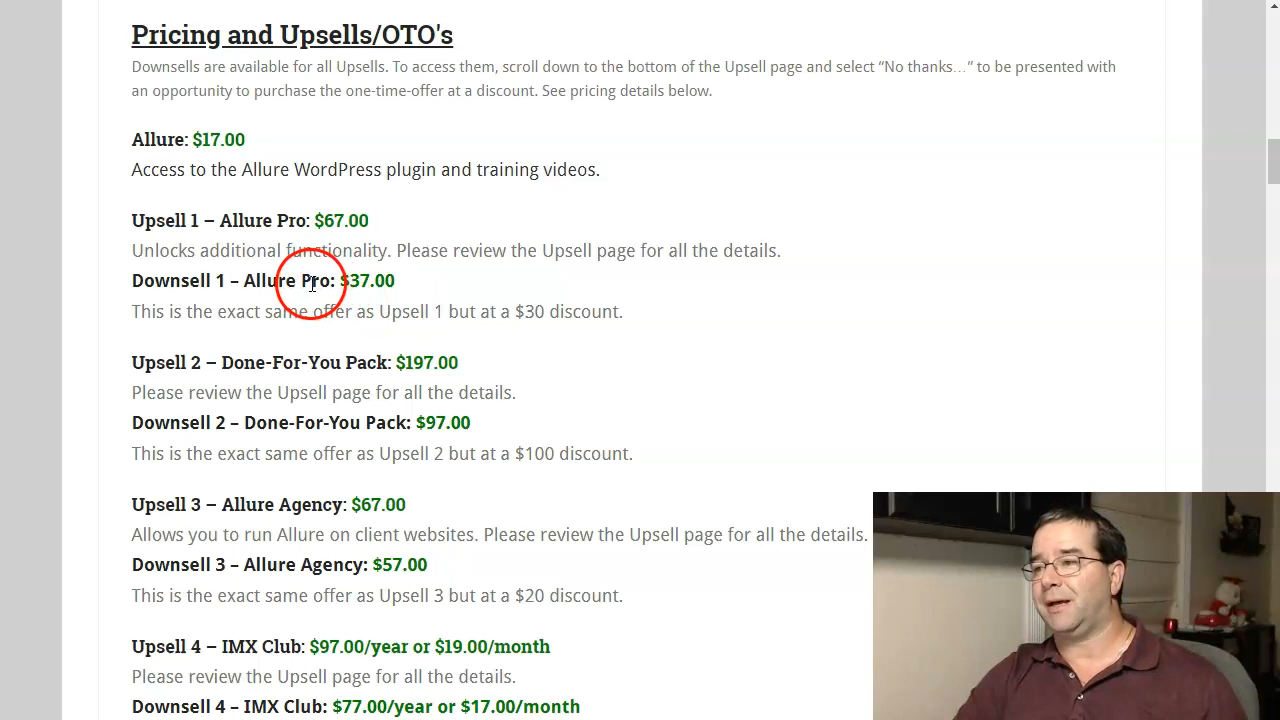 Pricing and Upsells/OTO's
Downsells are available for all Upsells. To access them, scroll down to the bottom of the Upsell page and select “No thanks…” to be presented with
an opportunity to purchase the one-time-offer at a discount. See pricing details below.
Allure: $17.00
Access to the Allure WordPress plugin and training videos.
Upsell 1 – Allure Pro: $67.00
Unlocks additional functionality. Please review the Upsell page for all the details.
Downsell 1 – Allure Pro: $37.00
This is the exact same offer as Upsell 1 but at a $30 discount.
Upsell 2 – Done-For-You Pack: $197.00
Please review the Upsell page for all the details.
Downsell 2 – Done-For-You Pack: $97.00
This is the exact same offer as Upsell 2 but at a $100 discount.
Upsell 3 – Allure Agency: $67.00
Allows you to run Allure on client websites. Please review the Upsell page for all the details.
Downsell 3 – Allure Agency: $57.00
This is the exact same offer as Upsell 3 but at a $20 discount.
Upsell 4 – IMX Club: $97.00/year or $19.00/month
Please review the Upsell page for all the details.
Downsell 4 – IMX Club: $77.00/year or $17.00/month